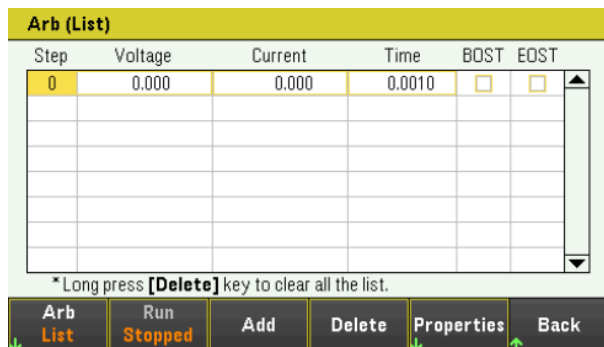 Arb (List)
Step Voltage Current Time BOST EOST
0 0.000 0.000 0.0010
*Long press [Delete] key to clear all the list.
Arb Run Add Delete Properties Back
List Stopped